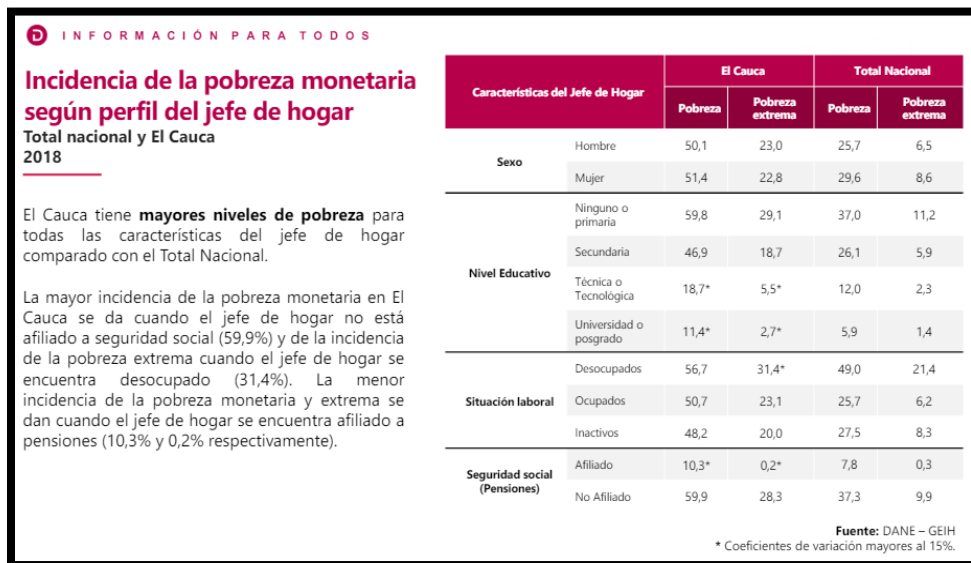 INFORMACIÓN PARA TODOS
Incidencia de la pobreza monetaria
según perfil del jefe de hogar
Total nacional y El Cauca
2018
El Cauca tiene mayores niveles de pobreza para
todas las características del jefe de hogar
comparado con el Total Nacional.
La mayor incidencia de la pobreza monetaria en El
Cauca se da cuando el jefe de hogar no está
afiliado a seguridad social (59,9%) y de la incidencia
de la pobreza extrema cuando el jefe de hogar se
encuentra desocupado (31,4%). La menor
incidencia de la pobreza monetaria y extrema se
dan cuando el jefe de hogar se encuentra afiliado a
pensiones (10,3% y 0,2% respectivamente).
Características del Jefe de Hogar El Cauca Total Nacional
Pobreza Pobreza extrema Pobreza Pobreza extrema
Sexo
Hombre 50,1 23,0 25,7 6,5
Mujer 51,4 22,8 29,6 8,6
Nivel Educativo
Ninguno o primaria 59,8 29,1 37,0 11,2
Secundaria 46,9 18,7 26,1 5,9
Técnica o Tecnológica 18,7* 5,5* 12,0 2,3
Universidad o posgrado 11,4* 2,7* 5,9 1,4
Situación laboral
Desocupados 56,7 31,4* 49,0 21,4
Ocupados 50,7 23,1 25,7 6,2
Inactivos 48,2 20,0 27,5 8,3
Seguridad social (Pensiones)
Afiliado 10,3* 0,2* 7,8 0,3
No Afiliado 59,9 28,3 37,3 9,9
Fuente: DANE – GEIH
* Coeficientes de variación mayores al 15%.